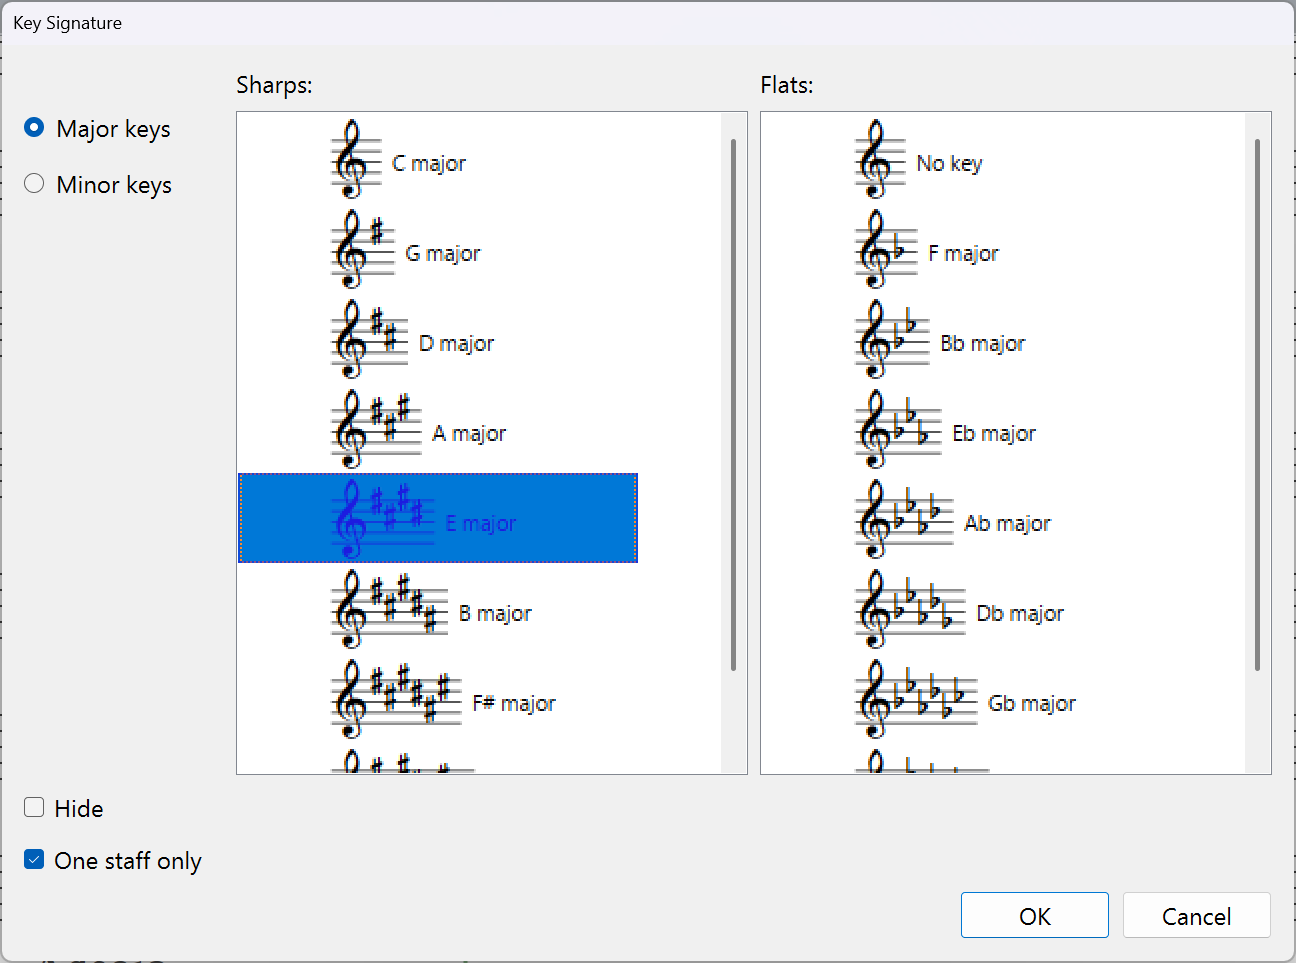 Key Signature
Sharps:
Flats:
Major keys
Minor keys
C major
G major
D major
A major
E major
B major
F# major
No key
F major
Bb major
Eb major
Ab major
Db major
Gb major
Hide
One staff only
OK
Cancel